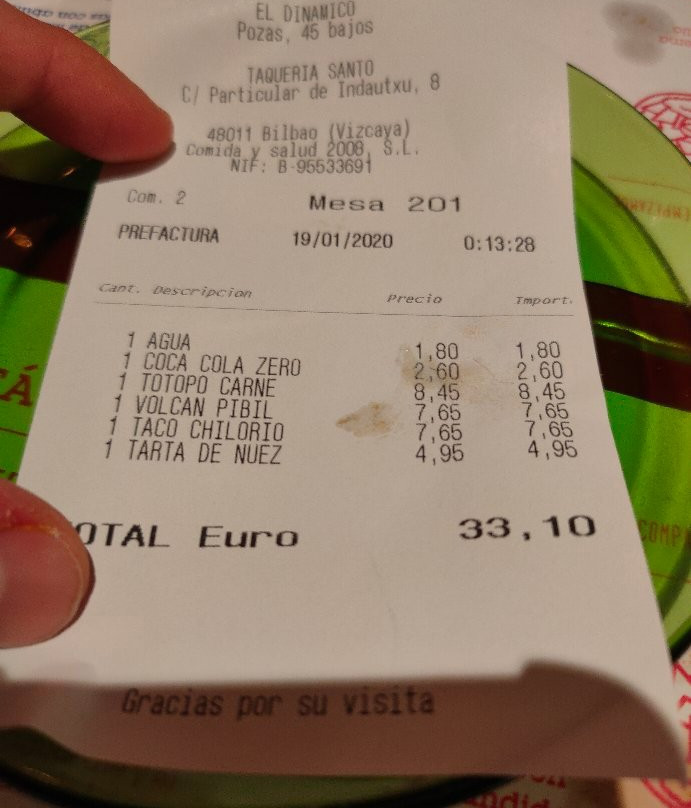 EL DINAMICO
Pozas, 45 bajos
TAQUERIA SANTO
C/ Particular de Indautxu, 8
48011 Bilbao (Vizcaya)
Comida y salud 2008, S.L.
NIF: B-95533691
Com. 2 Mesa 201
PREFACTURA 19/01/2020 0:13:28
Cant. Descripcion Precio Import.
1 AGUA 1,80 1,80
1 COCA COLA ZERO 2,60 2,60
1 TOTOPO CARNE 8,45 8,45
1 VOLCAN PIBIL 7,65 7,65
1 TACO CHILORIO 7,65 7,65
1 TARTA DE NUEZ 4,95 4,95
OTAL Euro 33,10
Gracias por su visita